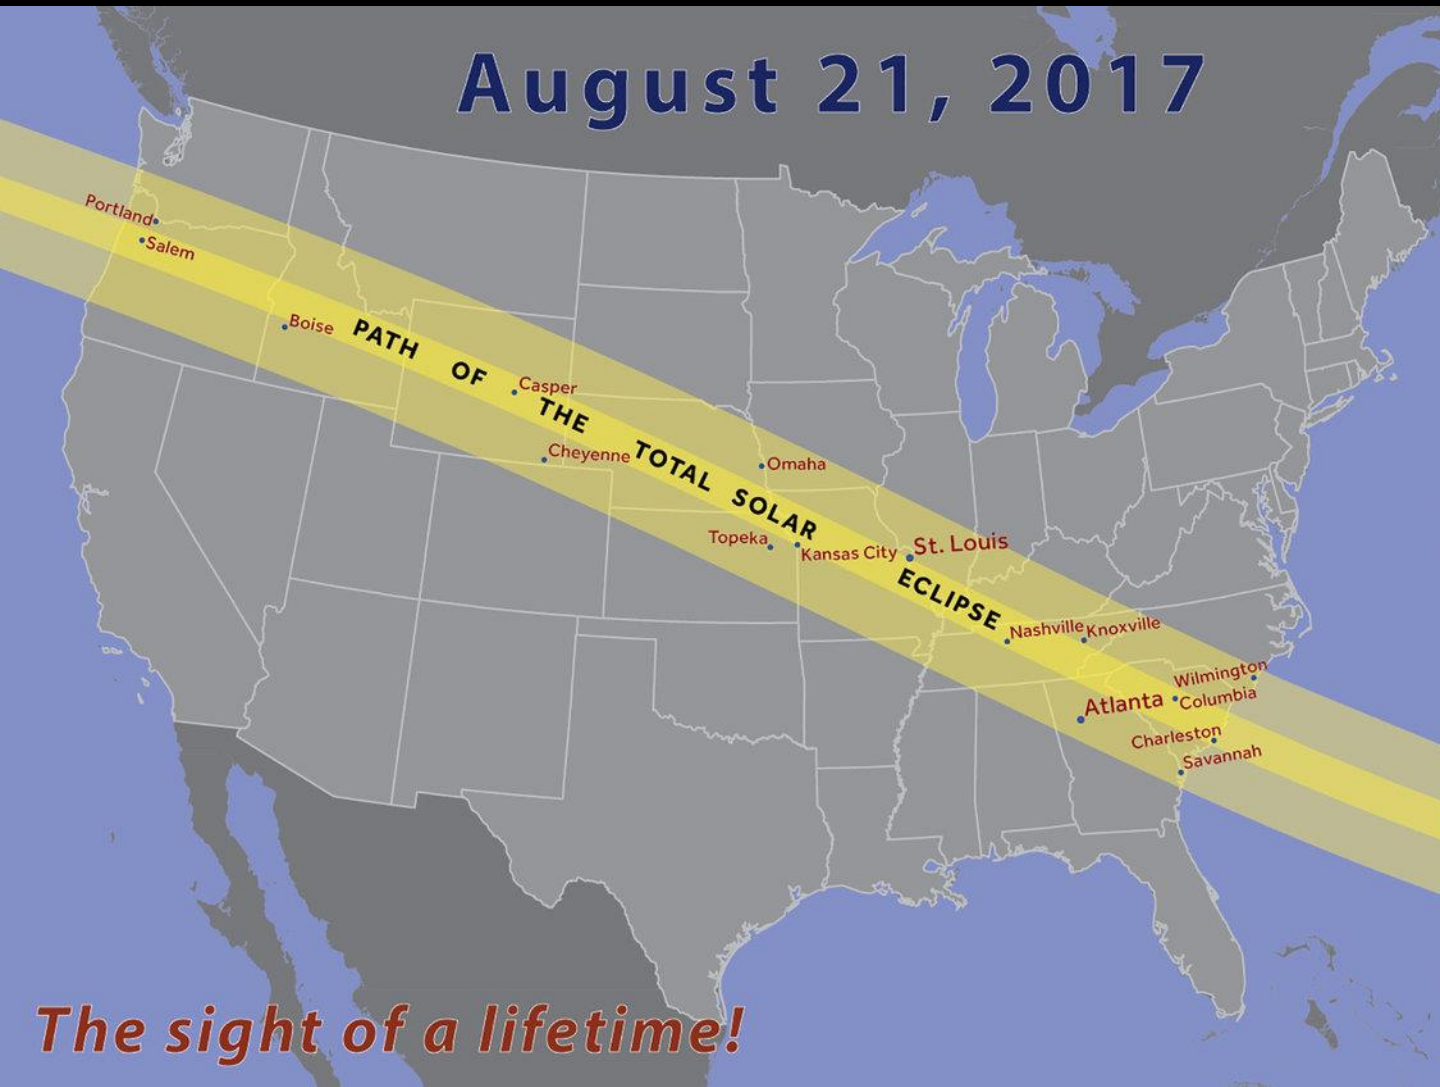 August 21, 2017
Portland
Salem
Boise
PATH OF THE TOTAL SOLAR ECLIPSE
Casper
Cheyenne
Omaha
Topeka
Kansas City
St. Louis
Nashville
Knoxville
Wilmington
Columbia
Atlanta
Charleston
Savannah
The sight of a lifetime!